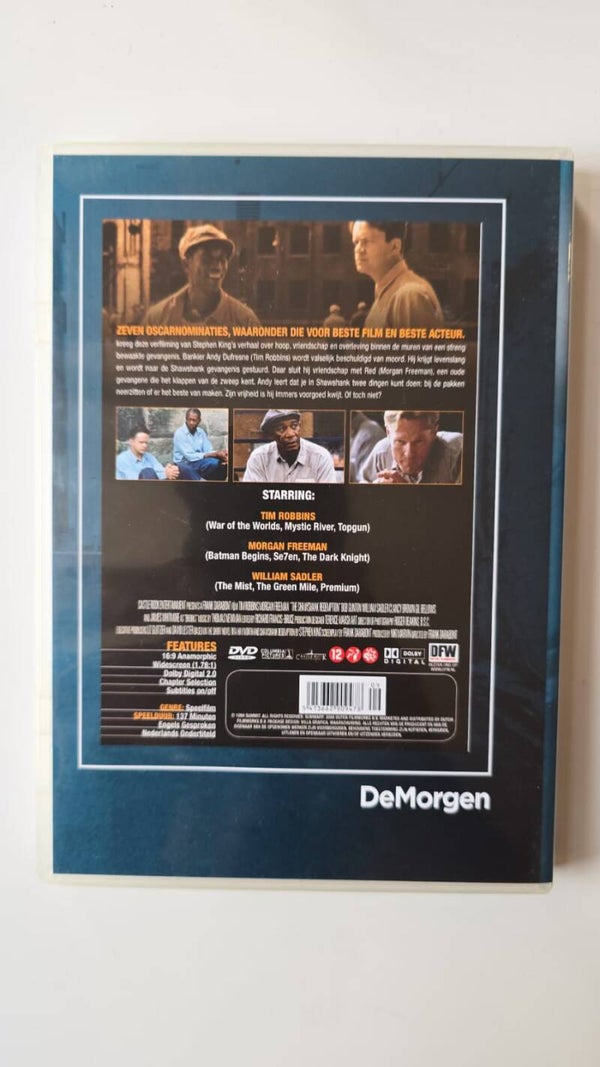 ZEVEN OSCARNOMINATIES, WAARONDER DIE VOOR BESTE FILM EN BESTE ACTEUR.
kreeg deze verfilming van Stephen King's verhaal over hoop, vriendschap en overleving binnen de muren van een streng
bewaakte gevangenis. Bankier Andy Dufresne (Tim Robbins) wordt valselijk beschuldigd van moord. Hij krijgt levenslang
en wordt naar de Shawshank gevangenis gestuurd. Daar sluit hij vriendschap met Red (Morgan Freeman), een oude
gevangene die het klappen van de zweep kent. Andy leert dat je in Shawshank twee dingen kunt doen: bij de pakken
neerzitten of er het beste van maken. Zijn vrijheid is hij immers voorgoed kwijt. Of toch niet?
STARRING:
TIM ROBBINS
(War of the Worlds, Mystic River, Topgun)
MORGAN FREEMAN
(Batman Begins, Se7en, The Dark Knight)
WILLIAM SADLER
(The Mist, The Green Mile, Premium)
FEATURES
16:9 Anamorphic
Widescreen (1.78:1)
Dolby Digital 2.0
Chapter Selection
Subtitles on/off
GENRE: Speelfilm
SPEELDUUR: 137 Minuten
Engels Gesproken
Nederlands Ondertiteld
DVD
COLUMBIA PICTURES
12
DOLBY
DIGITAL
DFW
DeMorgen